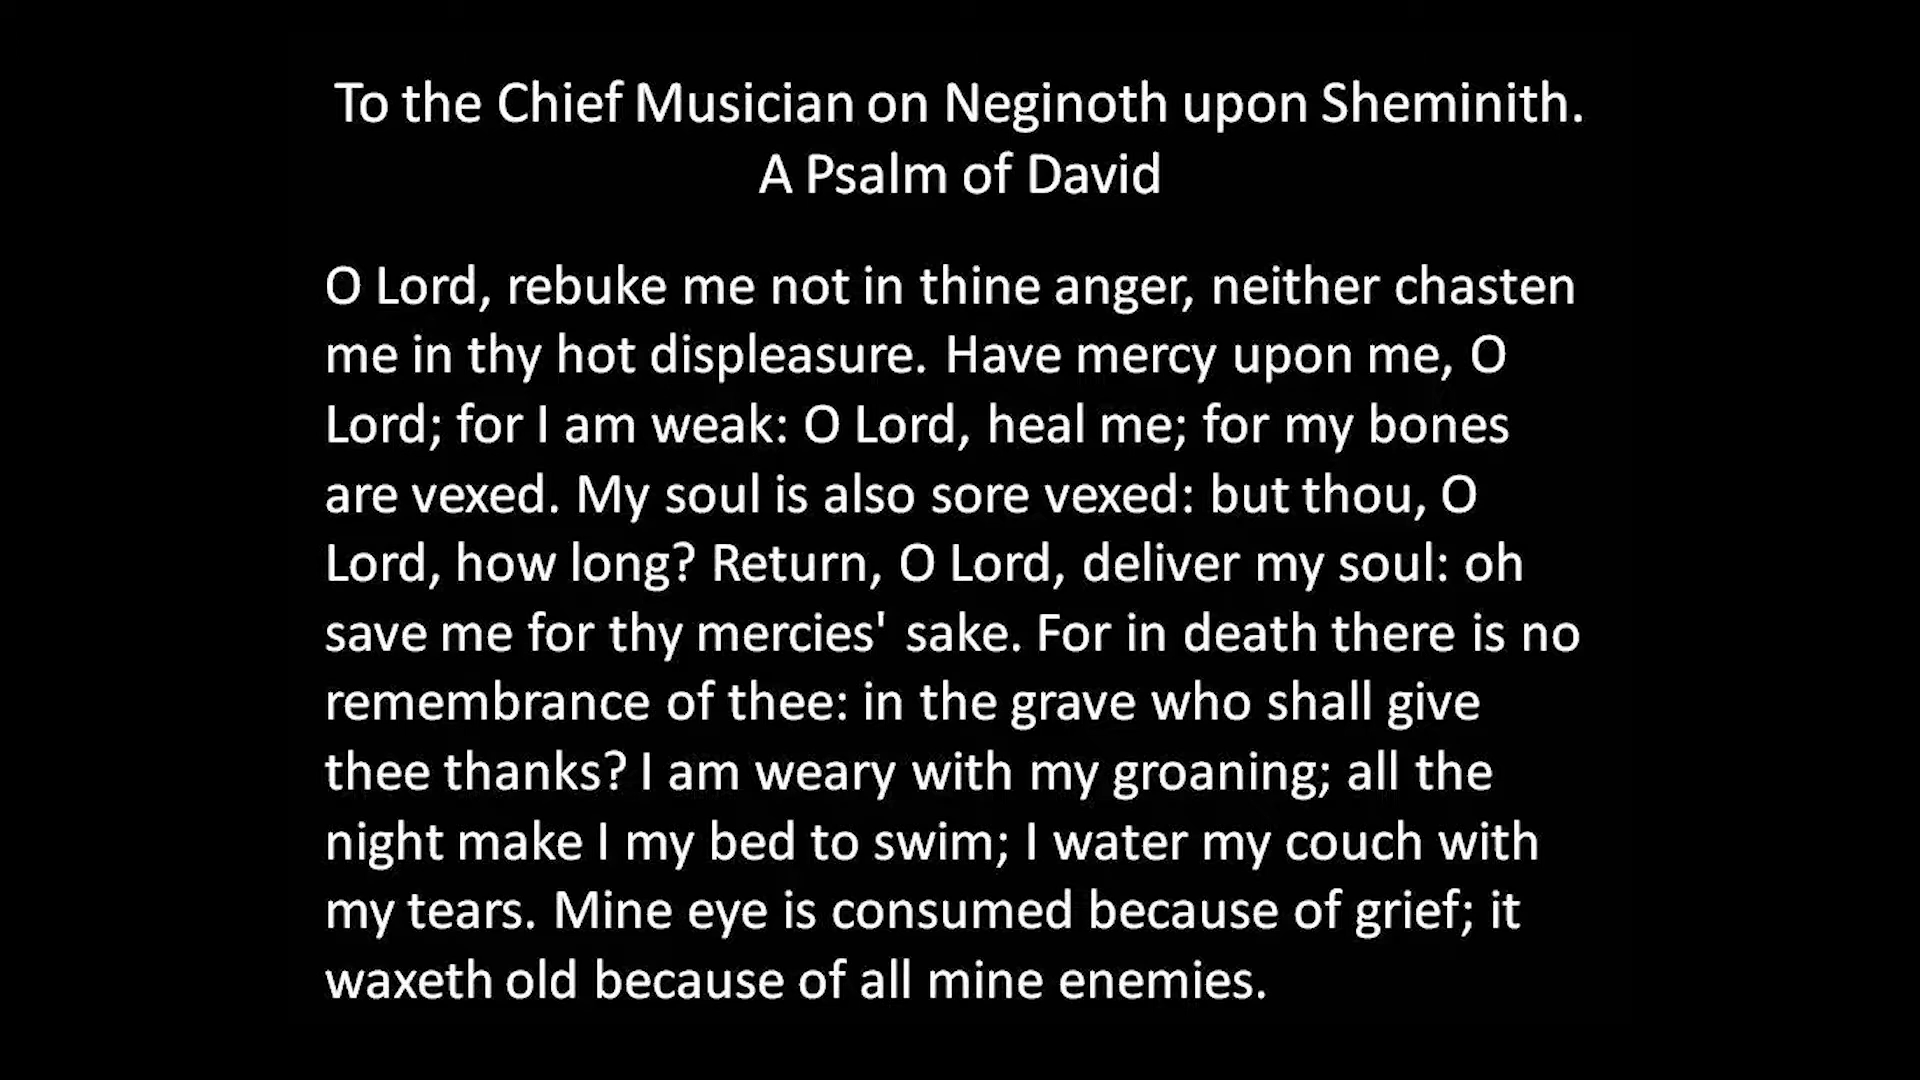 To the Chief Musician on Neginoth upon Sheminith.
A Psalm of David
O Lord, rebuke me not in thine anger, neither chasten
me in thy hot displeasure. Have mercy upon me, O
Lord; for I am weak: O Lord, heal me; for my bones
are vexed. My soul is also sore vexed: but thou, O
Lord, how long? Return, O Lord, deliver my soul: oh
save me for thy mercies' sake. For in death there is no
remembrance of thee: in the grave who shall give
thee thanks? I am weary with my groaning; all the
night make I my bed to swim; I water my couch with
my tears. Mine eye is consumed because of grief; it
waxeth old because of all mine enemies.